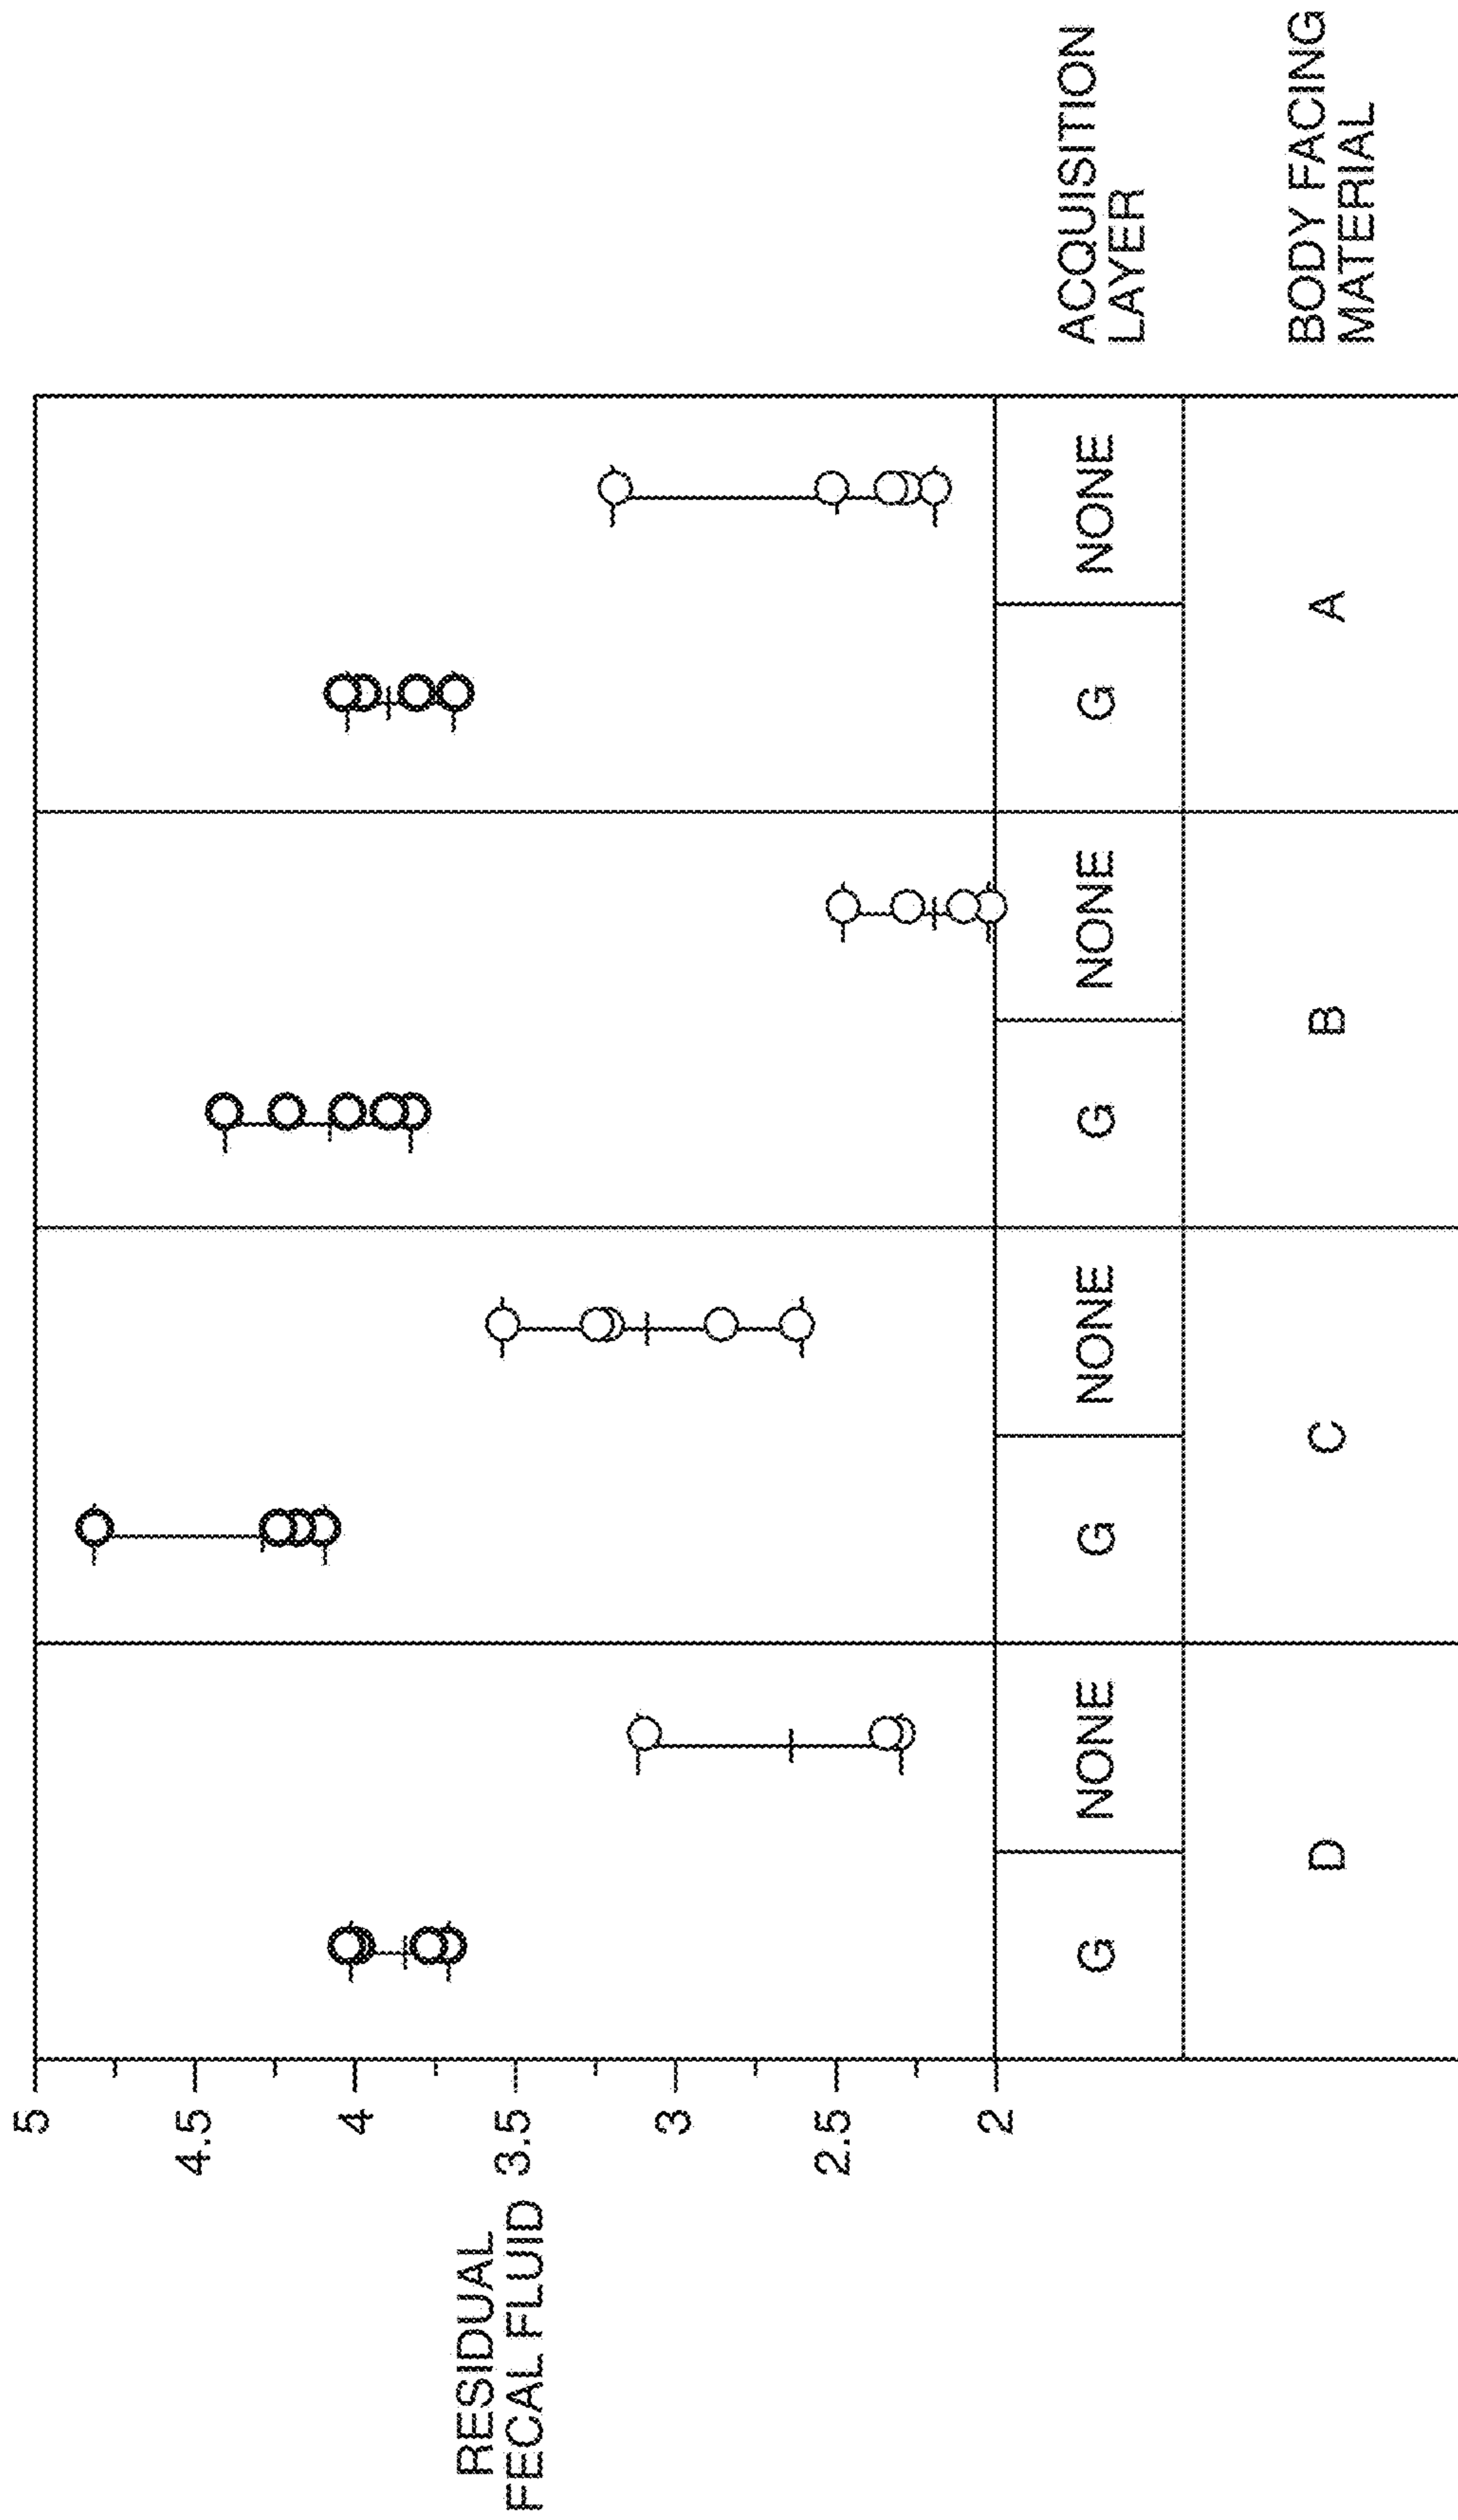 5
4.5
4
3.5
3
2.5
2
RESIDUAL
FECAL FLUID
G
NONE
G
NONE
G
NONE
G
NONE
ACQUISITION
LAYER
D
C
B
A
BODY FACING
MATERIAL